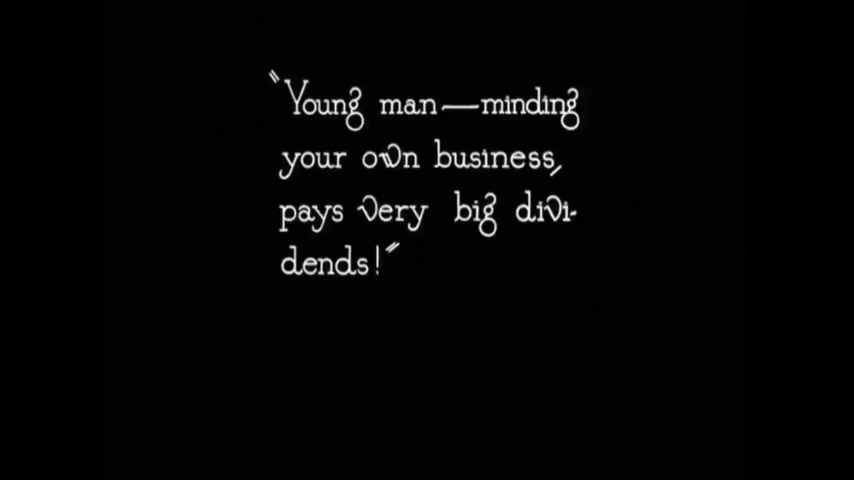 "Young man—minding
your own business,
pays very big divi-
dends!"